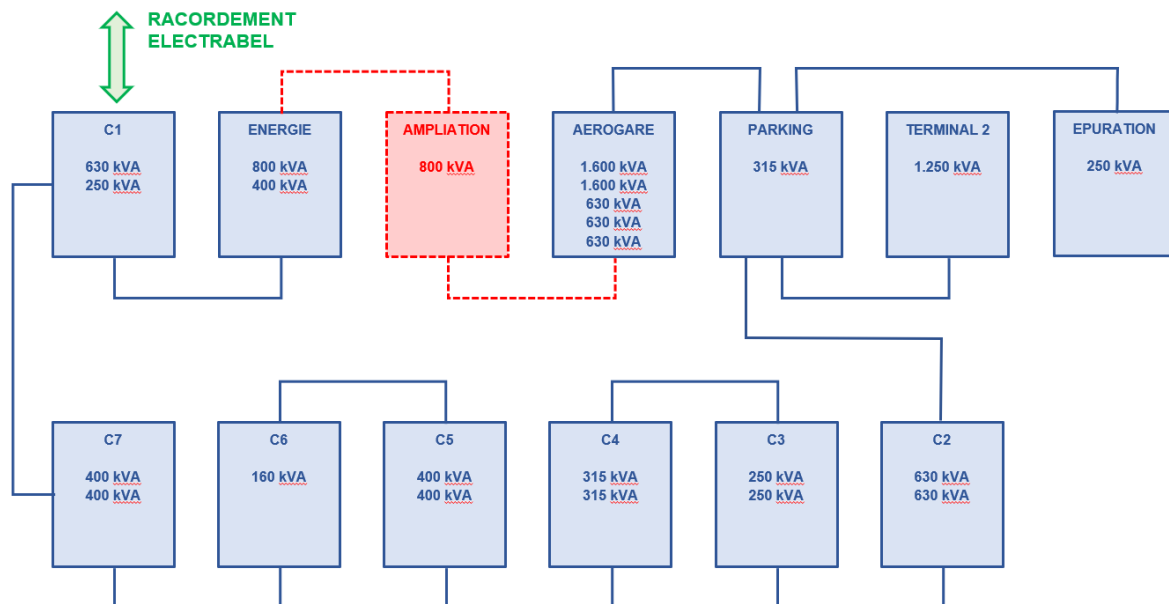 RACORDEMENT
ELECTRABEL
C1
630 kVA
250 kVA
ENERGIE
800 kVA
400 kVA
AMPLIATION
800 kVA
AEROGARE
1.600 kVA
1.600 kVA
630 kVA
630 kVA
630 kVA
PARKING
315 kVA
TERMINAL 2
1.250 kVA
EPURATION
250 kVA
C7
400 kVA
400 kVA
C6
160 kVA
C5
400 kVA
400 kVA
C4
315 kVA
315 kVA
C3
250 kVA
250 kVA
C2
630 kVA
630 kVA